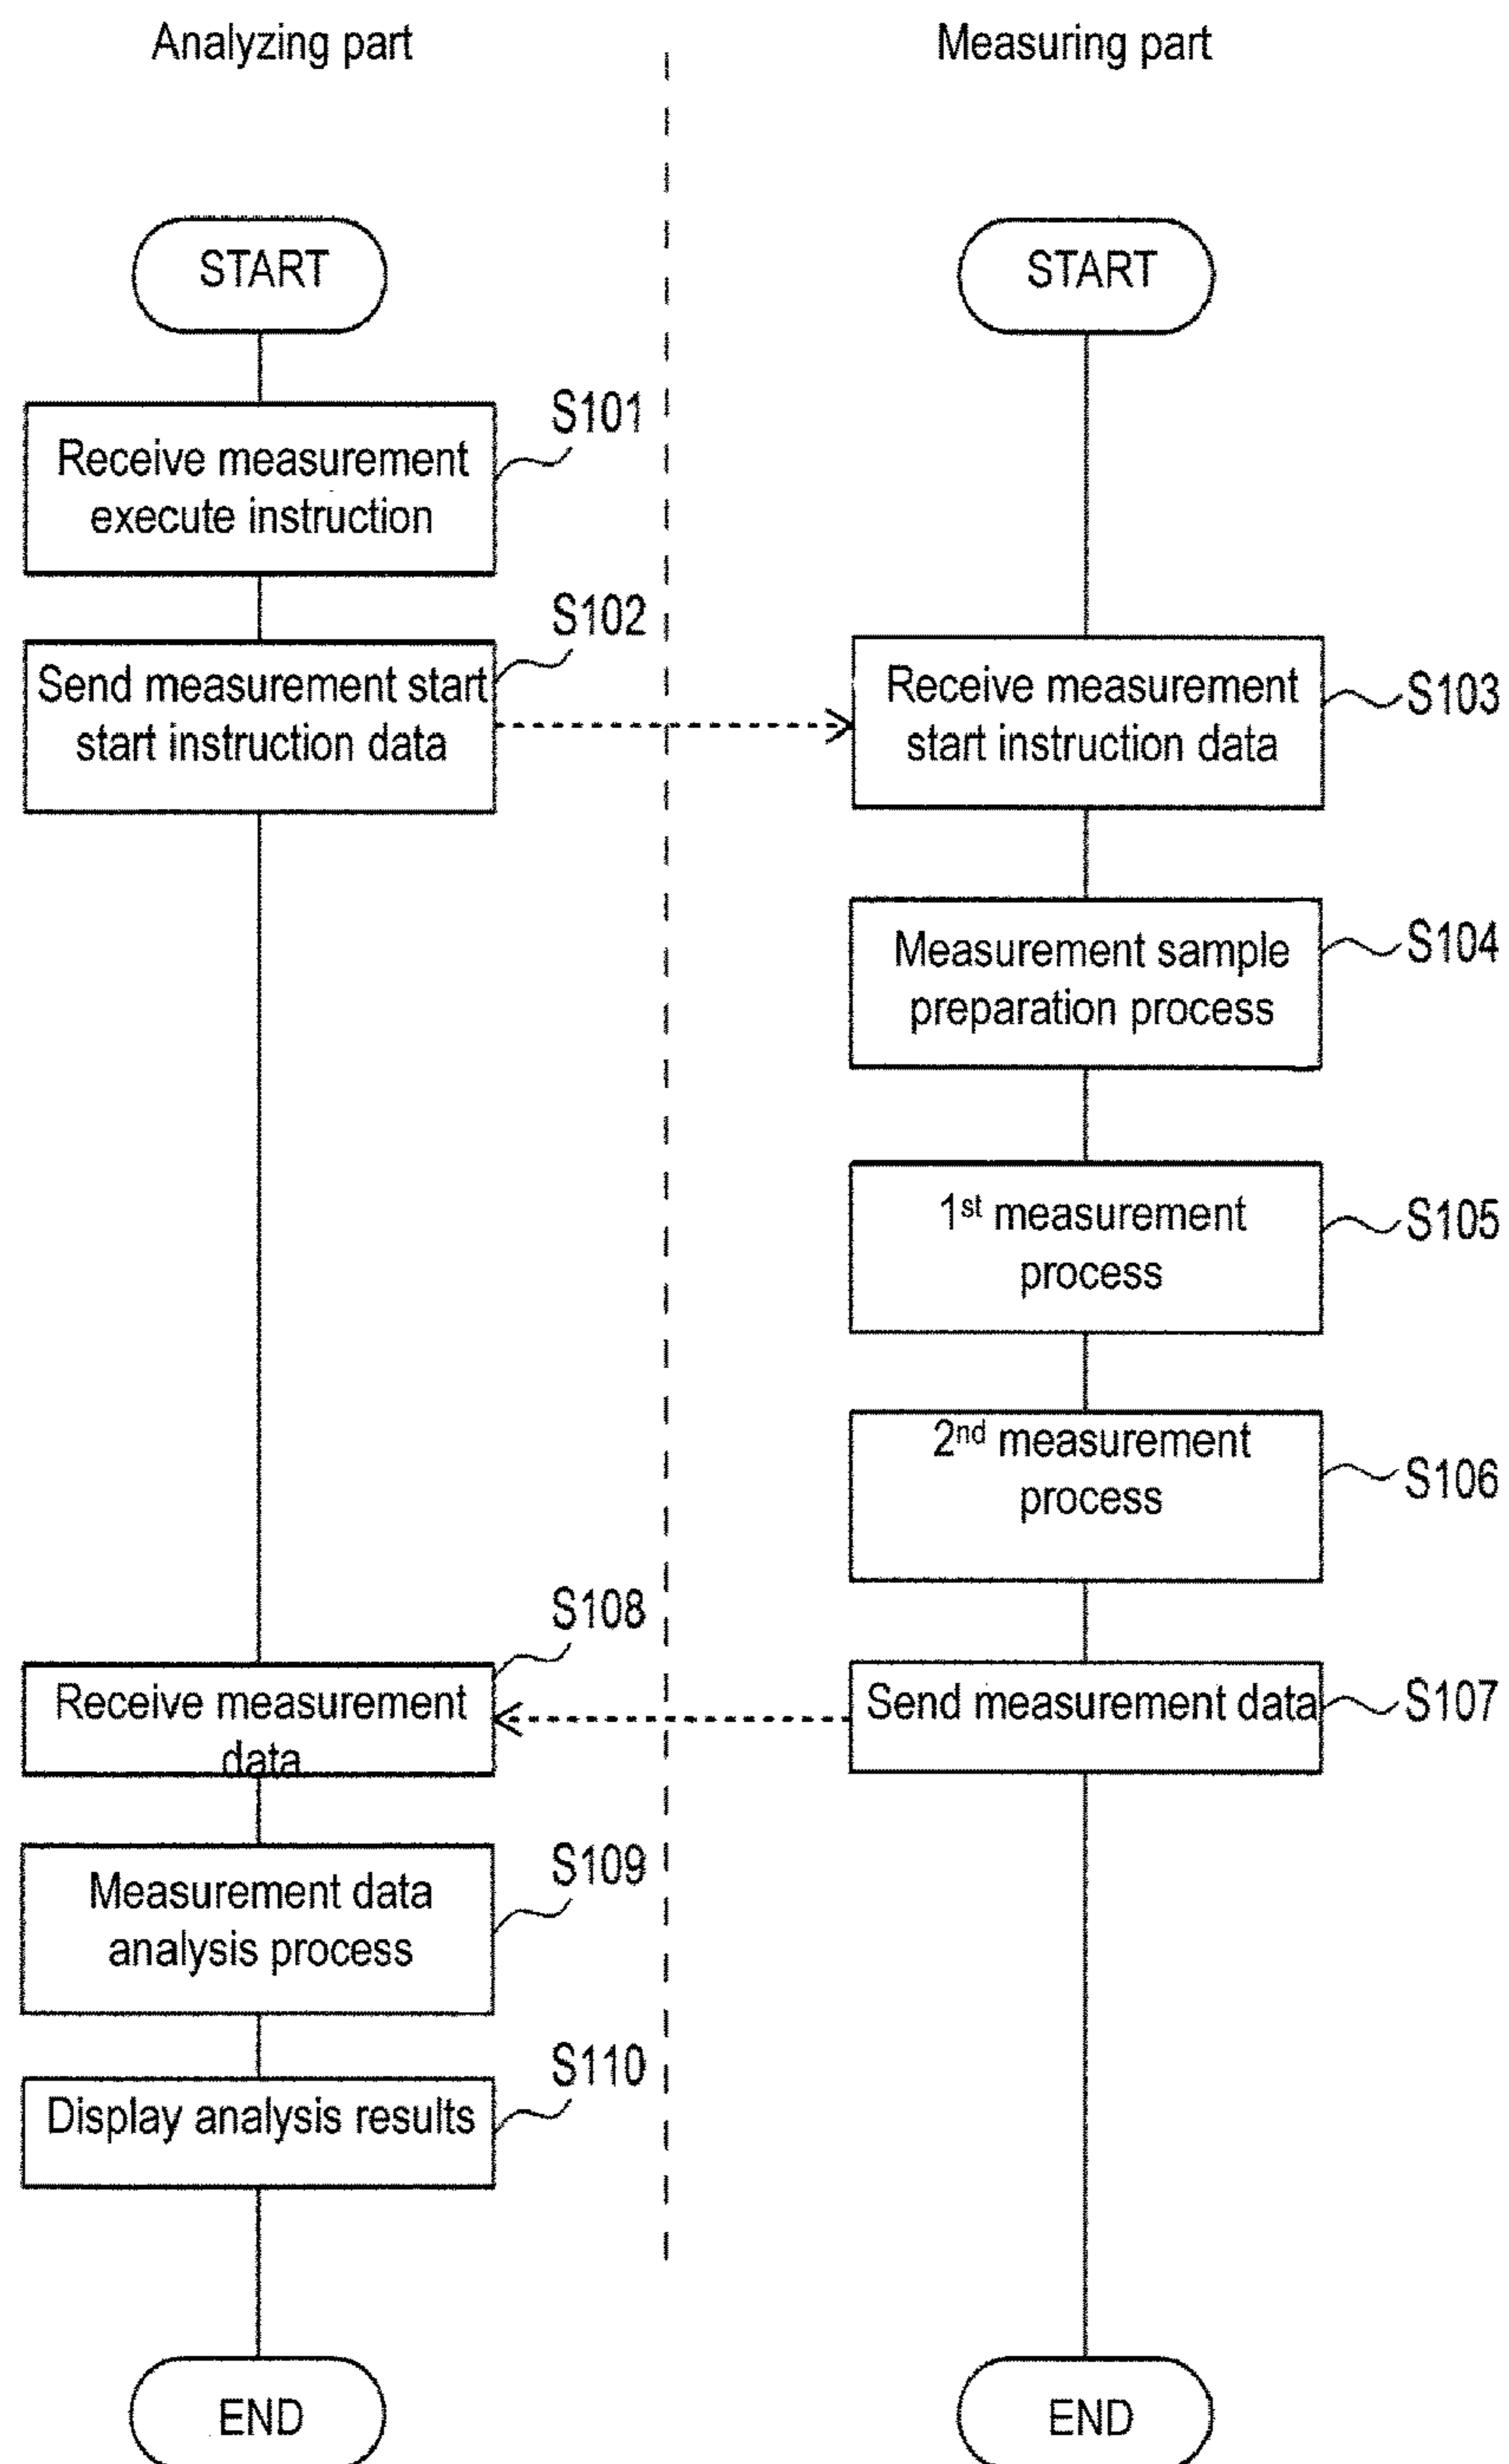 Analyzing part
Measuring part
START
START
S101
Receive measurement
execute instruction
S102
Send measurement start
start instruction data
Receive measurement
start instruction data
S103
Measurement sample
preparation process
S104
1st measurement
process
S105
2nd measurement
process
S106
S108
Receive measurement
data
Send measurement data
S107
S109
Measurement data
analysis process
S110
Display analysis results
END
END